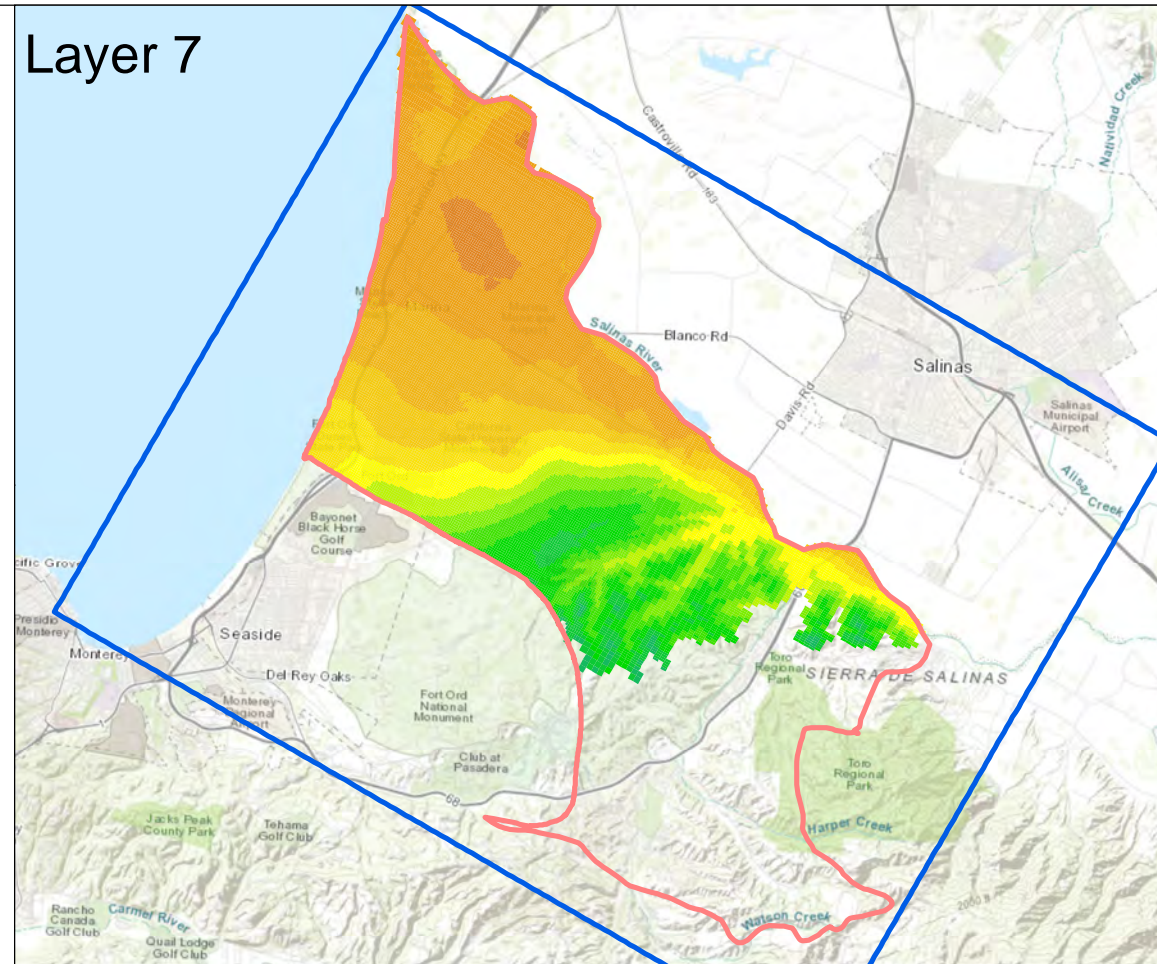 Layer 7
Natividad Creek
Castroville Rd
183
Marina
Salinas River
Blanco Rd
Salinas
Davis Rd
Salinas
Municipal
Airport
Alisal Creek
Bayonet
Black Horse
Golf
Course
Presidio
Monterey
Monterey
Seaside
Del Rey Oaks
Monterey
Regional
Airport
Fort Ord
National
Monument
Toro
Regional
Park
SIERRA DE SALINAS
Club at
Pasadera
68
Toro
Regional
Park
Jacks Peak
County Park
Tehama
Golf Club
Harper Creek
Watson Creek
Rancho
Canada
Golf Club
Carmel River
Quail Lodge
Golf Club